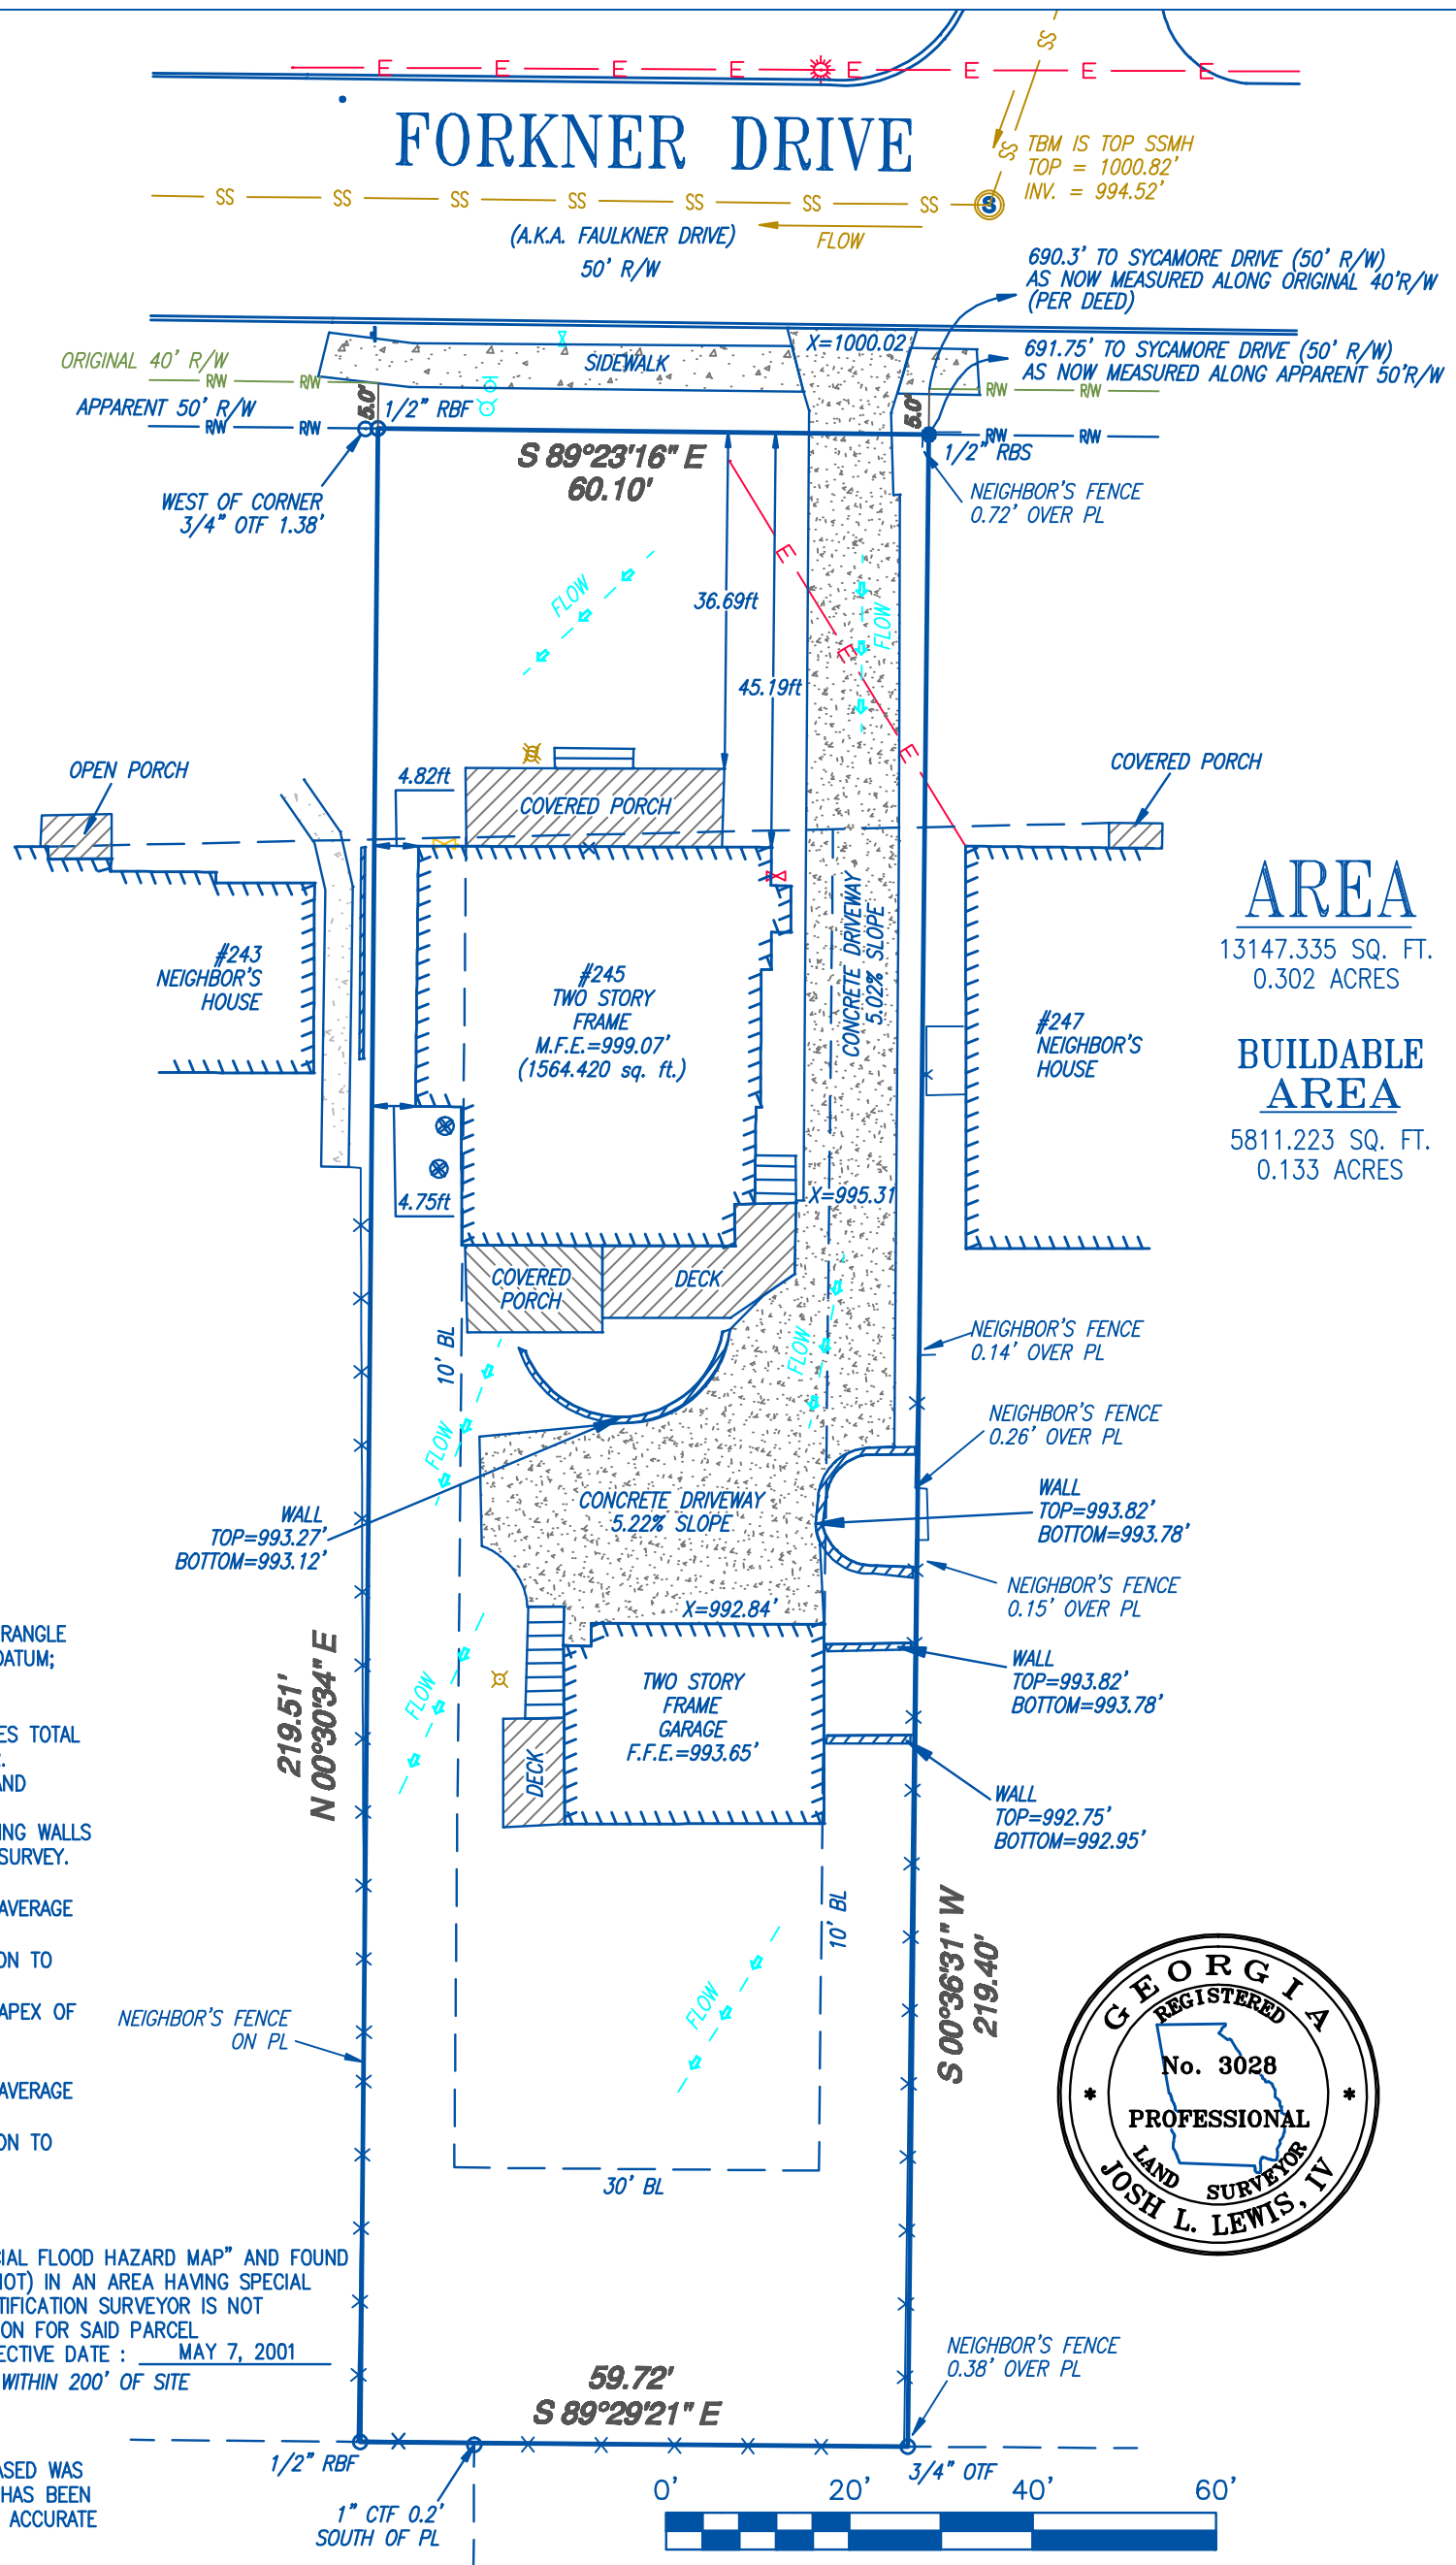 E E E E E E E E
SS
FORKNER DRIVE
SS
TBM IS TOP SSMH
TOP = 1000.82'
INV. = 994.52'
SS SS SS SS SS SS SS S
(A.K.A. FAULKNER DRIVE)
FLOW
50' R/W
690.3' TO SYCAMORE DRIVE (50' R/W)
AS NOW MEASURED ALONG ORIGINAL 40'R/W
(PER DEED)
X=1000.02
SIDEWALK
691.75' TO SYCAMORE DRIVE (50' R/W)
AS NOW MEASURED ALONG APPARENT 50'R/W
ORIGINAL 40' R/W
R/W R/W R/W R/W
APPARENT 50' R/W
R/W R/W R/W R/W
5.0'
1/2" RBF
5.0'
1/2" RBS
S 89°23'16" E
60.10'
WEST OF CORNER
3/4" OTF 1.38'
NEIGHBOR'S FENCE
0.72' OVER PL
E
FLOW
36.69ft
FLOW
E
45.19ft
E
OPEN PORCH
4.82ft
COVERED PORCH
COVERED PORCH
AREA
13147.335 SQ. FT.
0.302 ACRES
#243
NEIGHBOR'S
HOUSE
#245
TWO STORY
FRAME
M.F.E.=999.07'
(1564.420 sq. ft.)
CONCRETE DRIVEWAY
5.02% SLOPE
#247
NEIGHBOR'S
HOUSE
BUILDABLE
AREA
5811.223 SQ. FT.
0.133 ACRES
4.75ft
X=995.31
COVERED
PORCH
DECK
10' BL
FLOW
FLOW
NEIGHBOR'S FENCE
0.14' OVER PL
NEIGHBOR'S FENCE
0.26' OVER PL
WALL
TOP=993.27'
BOTTOM=993.12'
CONCRETE DRIVEWAY
5.22% SLOPE
WALL
TOP=993.82'
BOTTOM=993.78'
NEIGHBOR'S FENCE
0.15' OVER PL
X=992.84'
RANGLE
DATUM;
219.51'
N 00°30'34" E
FLOW
TWO STORY
FRAME
GARAGE
F.F.E.=993.65'
DECK
WALL
TOP=993.82'
BOTTOM=993.78'
ES TOTAL
AND
WALL
TOP=992.75'
BOTTOM=992.95'
ING WALLS
SURVEY.
AVERAGE
10' BL
S 00°36'31" W
219.40'
ON TO
APEX OF
NEIGHBOR'S FENCE
ON PL
FLOW
AVERAGE
ON TO
30' BL
GEORGIA
REGISTERED
No. 3028
PROFESSIONAL
LAND SURVEYOR
JOSH L. LEWIS, IV
IAL FLOOD HAZARD MAP" AND FOUND
NOT) IN AN AREA HAVING SPECIAL
TIFICATION SURVEYOR IS NOT
ON FOR SAID PARCEL
ECTIVE DATE : MAY 7, 2001
WITHIN 200' OF SITE
NEIGHBOR'S FENCE
0.38' OVER PL
59.72'
S 89°29'21" E
1/2" RBF
3/4" OTF
ASED WAS
HAS BEEN
ACCURATE
1" CTF 0.2'
SOUTH OF PL
0' 20' 40' 60'